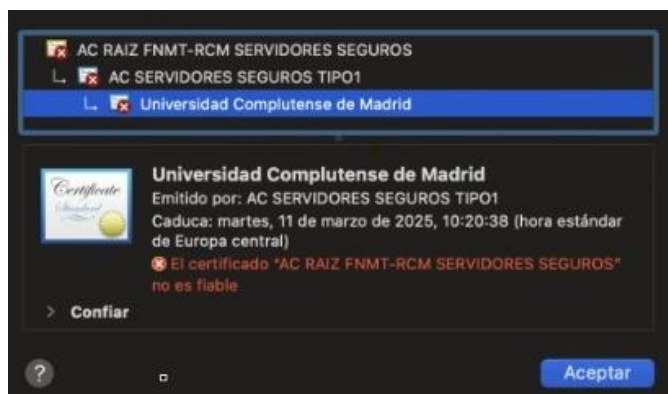 AC RAIZ FNMT-RCM SERVIDORES SEGUROS
AC SERVIDORES SEGUROS TIPO1
Universidad Complutense de Madrid
Certificate
Standard
Universidad Complutense de Madrid
Emitido por: AC SERVIDORES SEGUROS TIPO1
Caduca: martes, 11 de marzo de 2025, 10:20:38 (hora estándar
de Europa central)
El certificado "AC RAIZ FNMT-RCM SERVIDORES SEGUROS"
no es fiable
> Confiar
?
Aceptar